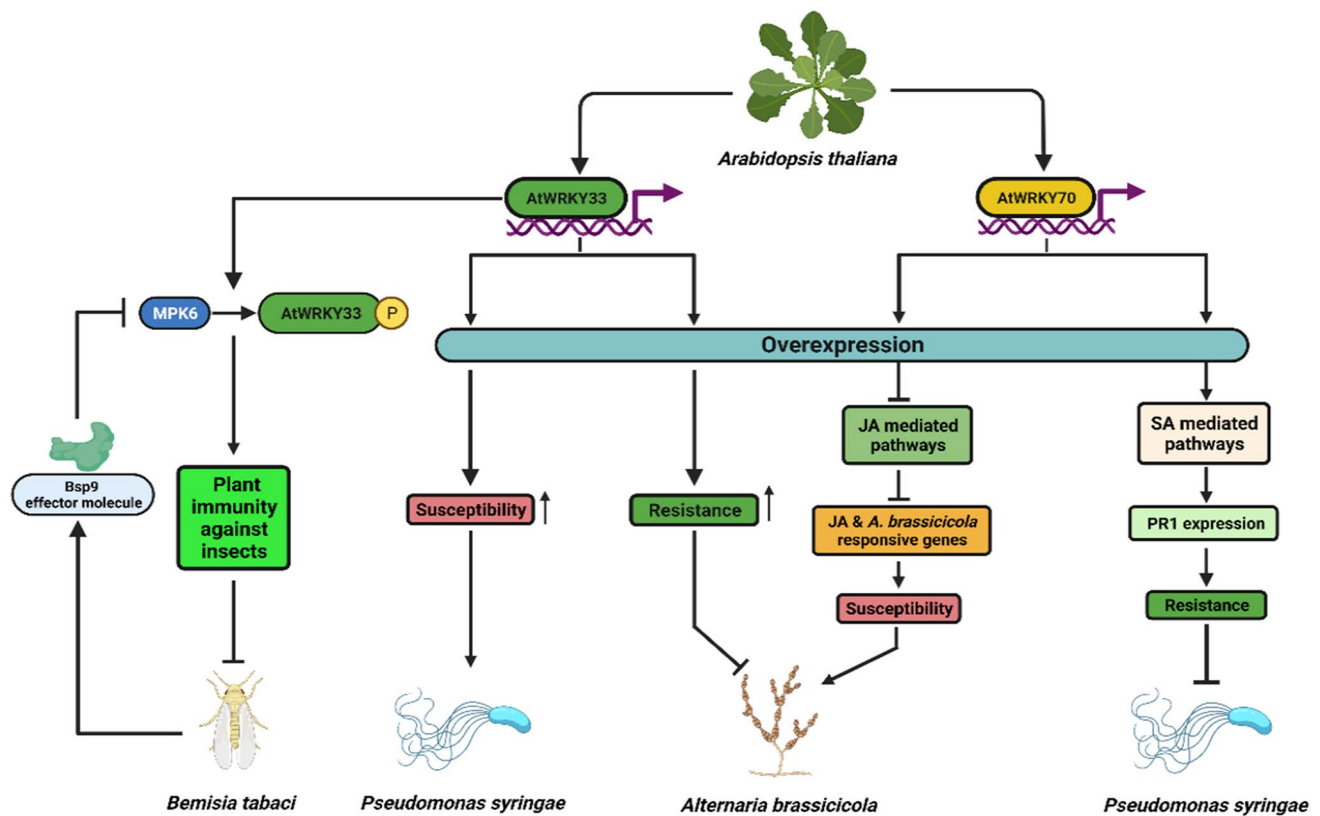 Arabidopsis thaliana
AtWRKY33
AtWRKY70
MPK6
AtWRKY33
P
Overexpression
JA mediated
pathways
SA mediated
pathways
Bsp9
effector molecule
Plant
immunity
against
insects
Susceptibility
Resistance
JA & A. brassicicola
responsive genes
PR1 expression
Susceptibility
Resistance
Bemisia tabaci
Pseudomonas syringae
Alternaria brassicicola
Pseudomonas syringae